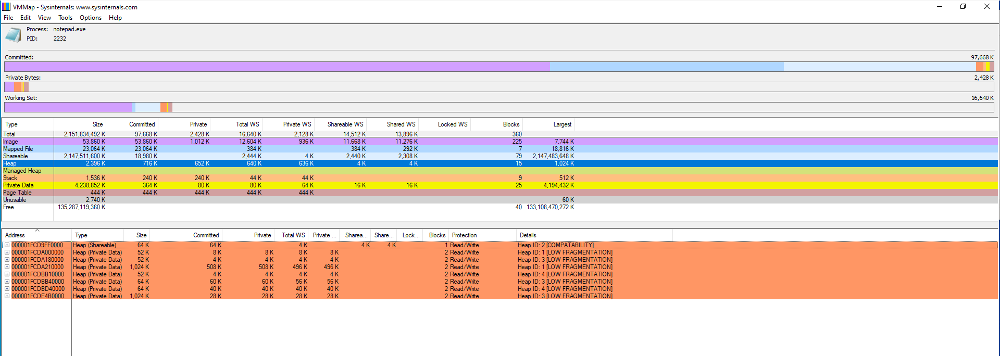 VMMap - Sysinternals: www.sysinternals.com
File Edit View Tools Options Help
Process: notepad.exe
PID: 2232
Committed: 97,668 K
Private Bytes: 2,428 K
Working Set: 16,640 K
Type Size Committed Private Total WS Private WS Shareable WS Shared WS Locked WS Blocks Largest
Total 2,151,834,492 K 97,668 K 2,428 K 16,640 K 2,128 K 14,512 K 13,896 K 360
Image 53,860 K 53,860 K 1,012 K 12,604 K 936 K 11,668 K 11,276 K 225 7,744 K
Mapped File 23,064 K 23,064 K 384 K 384 K 292 K 7 18,816 K
Shareable 2,147,511,600 K 18,980 K 2,444 K 4 K 2,440 K 2,308 K 79 2,147,483,648 K
Heap 2,396 K 716 K 652 K 640 K 636 K 4 K 4 K 15 1,024 K
Managed Heap
Stack 1,536 K 240 K 240 K 44 K 44 K 9 512 K
Private Data 4,238,852 K 364 K 80 K 80 K 64 K 16 K 16 K 25 4,194,432 K
Page Table 444 K 444 K 444 K 444 K 444 K
Unusable 2,740 K 60 K
Free 135,287,119,360 K 40 133,108,470,272 K
Address Type Size Committed Private Total WS Private ... Sharea... Share... Lock... Blocks Protection Details
000001FCD9FF0000 Heap (Shareable) 64 K 64 K 4 K 4 K 4 K 1 Read/Write Heap ID: 2 [COMPATABILITY]
000001FCDA000000 Heap (Private Data) 52 K 8 K 8 K 8 K 8 K 2 Read/Write Heap ID: 1 [LOW FRAGMENTATION]
000001FCDA180000 Heap (Private Data) 52 K 4 K 4 K 4 K 4 K 2 Read/Write Heap ID: 3 [LOW FRAGMENTATION]
000001FCDA210000 Heap (Private Data) 1,024 K 508 K 508 K 496 K 496 K 2 Read/Write Heap ID: 1 [LOW FRAGMENTATION]
000001FCDBB10000 Heap (Private Data) 52 K 4 K 4 K 4 K 4 K 2 Read/Write Heap ID: 4 [LOW FRAGMENTATION]
000001FCDBB40000 Heap (Private Data) 64 K 60 K 60 K 56 K 56 K 2 Read/Write Heap ID: 3 [LOW FRAGMENTATION]
000001FCDBD40000 Heap (Private Data) 64 K 40 K 40 K 40 K 40 K 2 Read/Write Heap ID: 4 [LOW FRAGMENTATION]
000001FCDE4B0000 Heap (Private Data) 1,024 K 28 K 28 K 28 K 28 K 2 Read/Write Heap ID: 3 [LOW FRAGMENTATION]